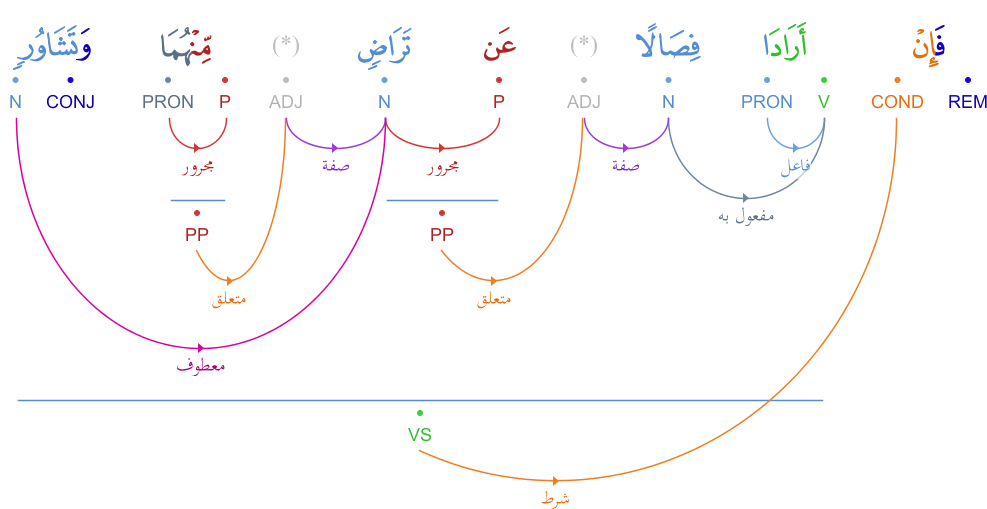 فَإِنْ أَرَادَا فِصَالًا (*) عَن تَرَاضٍ (*) مِّنْهُمَا وَتَشَاوُرٍ
REM COND V PRON N ADJ P N ADJ P PRON CONJ N
فاعل صفة مجرور صفة مجرور
مفعول به
PP PP
متعلق متعلق
معطوف
VS
شرط